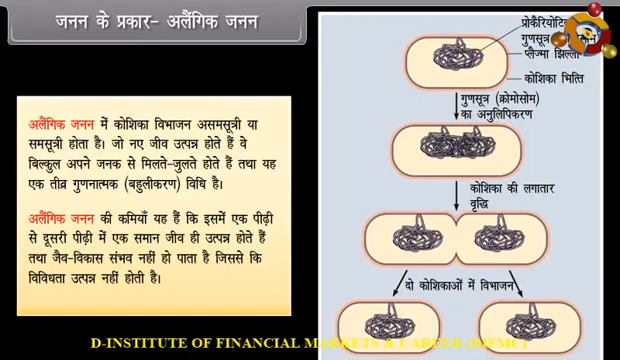 जनन के प्रकार- अलैंगिक जनन
अलैंगिक जनन में कोशिका विभाजन असमसूत्री या
समसूत्री होता है। जो नए जीव उत्पन्न होते हैं वे
बिल्कुल अपने जनक से मिलते-जुलते होते हैं तथा यह
एक तीव्र गुणनात्मक (बहुलीकरण) विधि है।
अलैंगिक जनन की कमियाँ यह हैं कि इसमें एक पीढ़ी
से दूसरी पीढ़ी में एक समान जीव ही उत्पन्न होते हैं
तथा जैव-विकास संभव नहीं हो पाता है जिससे कि
विविधता उत्पन्न नहीं होती है।
गुणसूत्र
प्लैज्मा झिल्ली
कोशिका भित्ति
गुणसूत्र (क्रोमोसोम)
का अनुलिपिकरण
कोशिका की लगातार
वृद्धि
दो कोशिकाओं में विभाजन
D-INSTITUTE OF FINANCIAL MARKETS & CAREER (DIFMC)